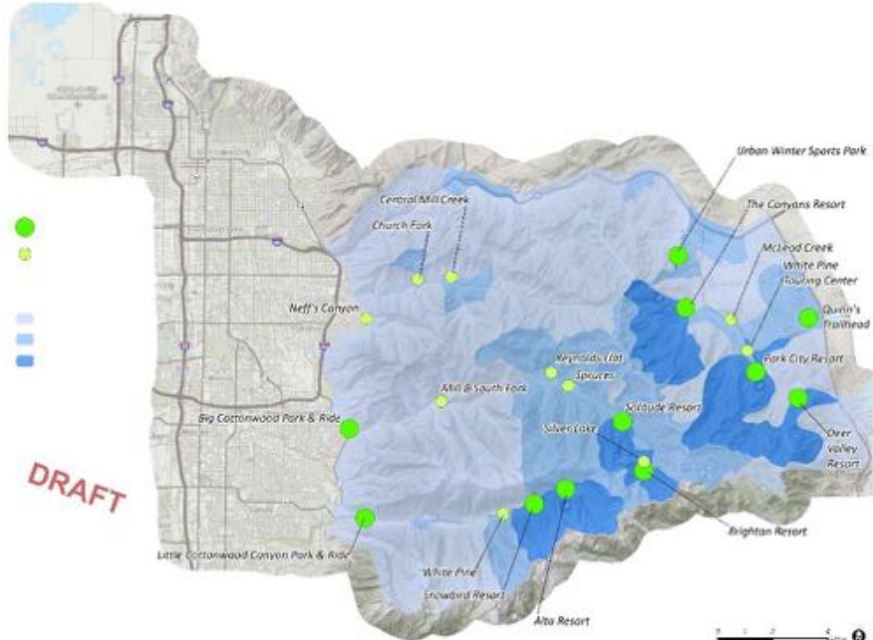 Urban Winter Sports Park
The Canyons Resort
Central Mill Creek
Church Fork
McLeod Creek
White Pine
Touring Center
Neff's Canyon
Quinn's
Trailhead
Reynolds Flat
Spruces
Park City Resort
Mill B South Fork
Big Cottonwood Park & Ride
Solitude Resort
Silver Lake
Deer
Valley
Resort
DRAFT
Brighton Resort
Little Cottonwood Canyon Park & Ride
White Pine
Snowbird Resort
Alta Resort